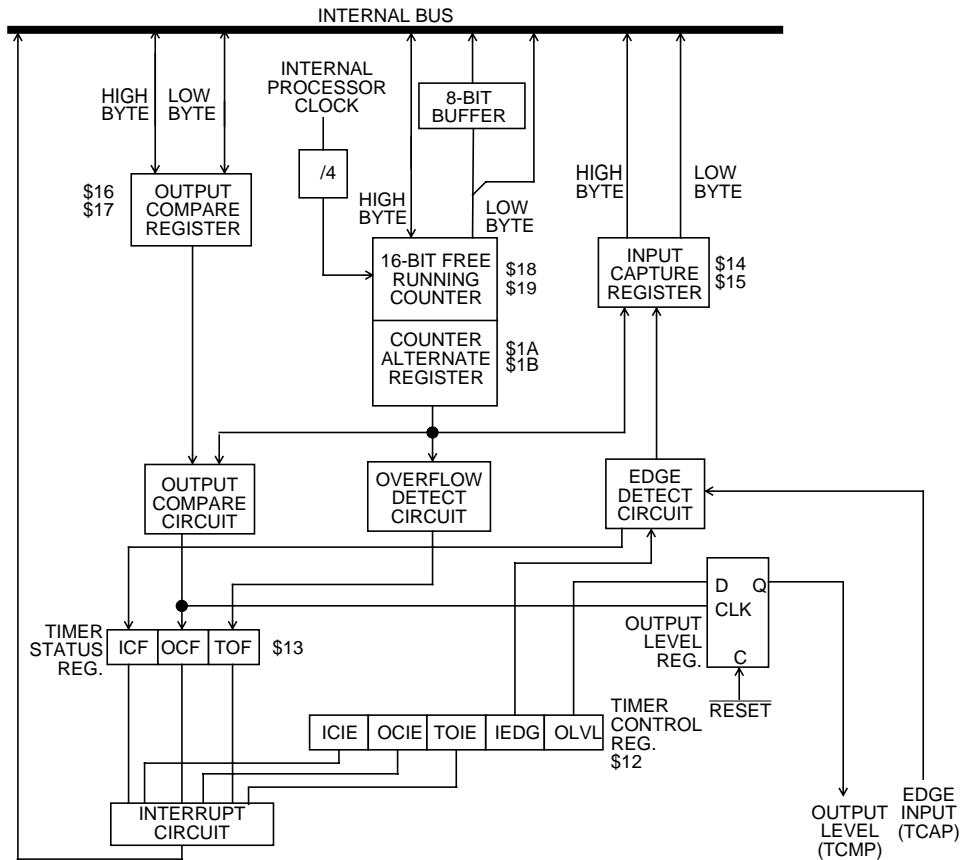 INTERNAL BUS
HIGH
BYTE
LOW
BYTE
INTERNAL
PROCESSOR
CLOCK
8-BIT
BUFFER
/4
HIGH
BYTE
LOW
BYTE
HIGH
BYTE
LOW
BYTE
$16
$17
OUTPUT
COMPARE
REGISTER
16-BIT FREE
RUNNING
COUNTER
$18
$19
INPUT
CAPTURE
REGISTER
$14
$15
COUNTER
ALTERNATE
REGISTER
$1A
$1B
OUTPUT
COMPARE
CIRCUIT
OVERFLOW
DETECT
CIRCUIT
EDGE
DETECT
CIRCUIT
D Q
CLK
C
OUTPUT
LEVEL
REG.
RESET
TIMER
STATUS
REG.
ICF OCF TOF
$13
ICIE OCIE TOIE IEDG OLVL
TIMER
CONTROL
REG.
$12
INTERRUPT
CIRCUIT
OUTPUT
LEVEL
(TCMP)
EDGE
INPUT
(TCAP)